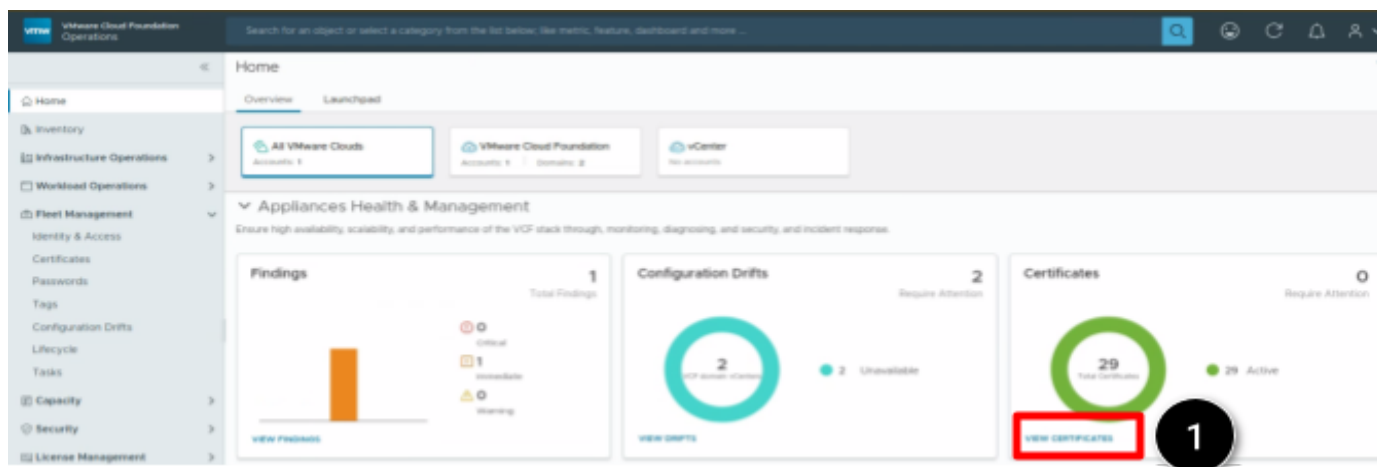 vmw
VMware Cloud Foundation
Operations
Search for an object or select a category from the list below; like metric, feature, dashboard and more ...
Home
Overview Launchpad
Home
Inventory
Infrastructure Operations
Workload Operations
Fleet Management
Identity & Access
Certificates
Passwords
Tags
Configuration Drifts
Lifecycle
Tasks
Capacity
Security
License Management
All VMware Clouds
Accounts: 1
VMware Cloud Foundation
Accounts: 1 Domains: 2
vCenter
No accounts
Appliances Health & Management
Ensure high availability, scalability, and performance of the VCF stack through, monitoring, diagnosing, and security, and incident response.
Findings
1
Total Findings
0
Critical
1
Immediate
0
Warning
VIEW FINDINGS
Configuration Drifts
2
Require Attention
2
VCF domain vCenters
2 Unavailable
VIEW DRIFTS
Certificates
0
Require Attention
29
Total Certificates
29 Active
VIEW CERTIFICATES
1